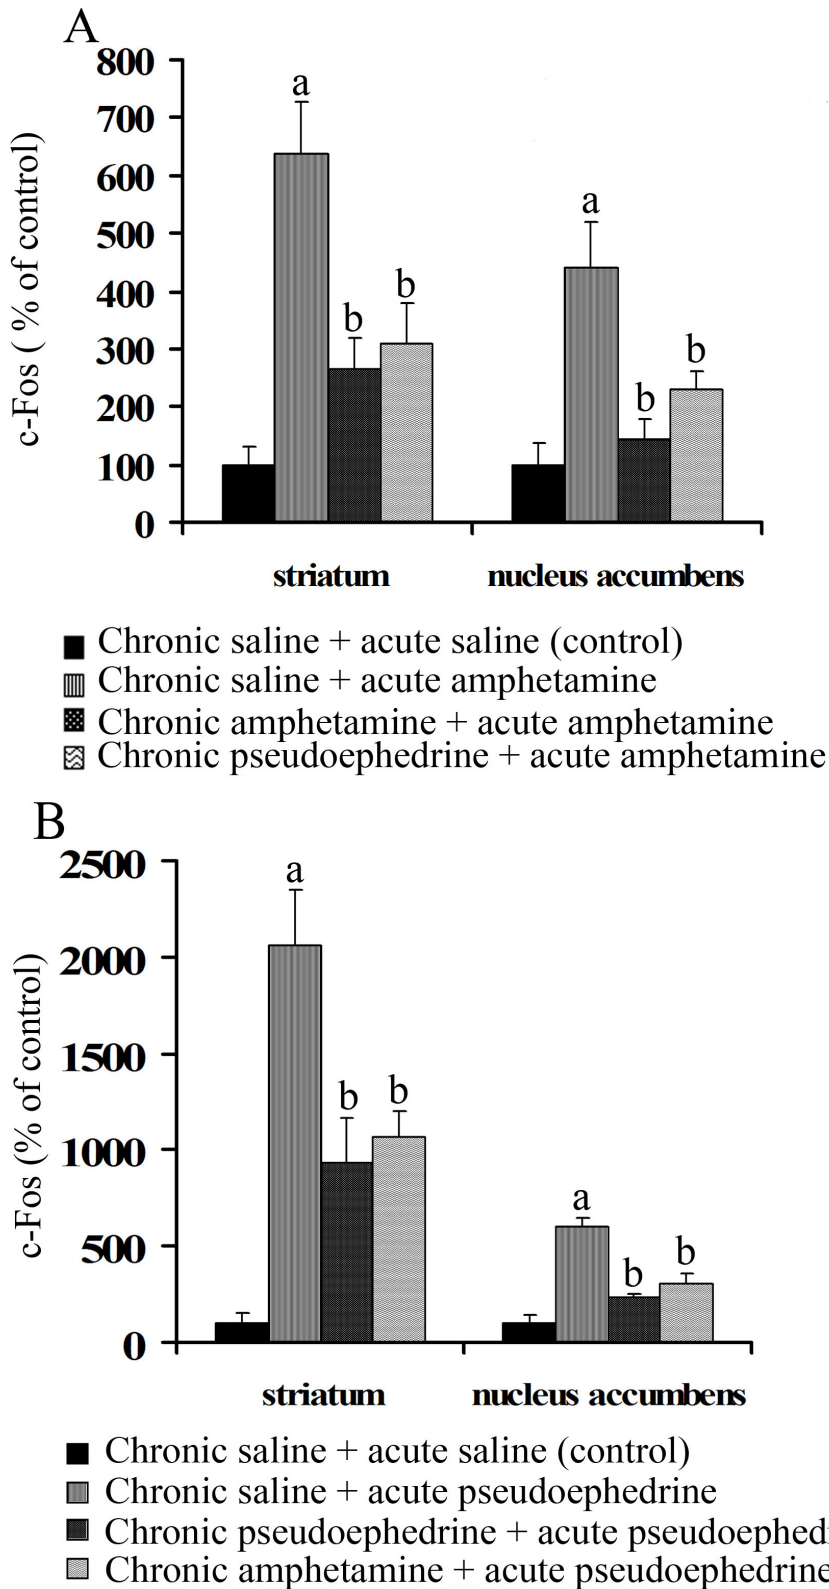 A
800
a
700
600
a
500
400
b
b
300
b
200
b
100
0
c-Fos ( % of control)
striatum nucleus accumbens
Chronic saline + acute saline (control)
Chronic saline + acute amphetamine
Chronic amphetamine + acute amphetamine
Chronic pseudoephedrine + acute amphetamine
B
2500
a
2000
1500
b b
1000
a
500
b
b
0
c-Fos (% of control)
striatum nucleus accumbens
Chronic saline + acute saline (control)
Chronic saline + acute pseudoephedrine
Chronic pseudoephedrine + acute pseudoephed
Chronic amphetamine + acute pseudoephedrine